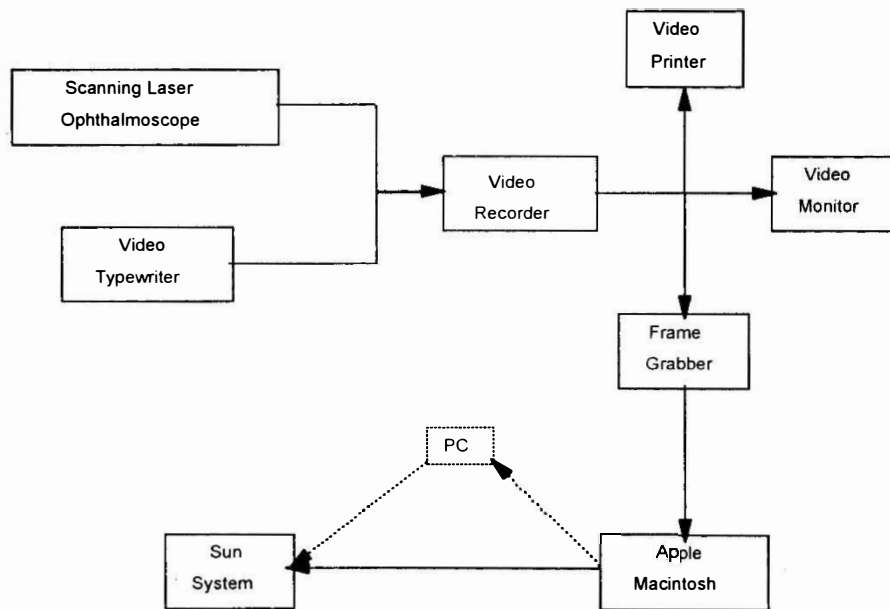 Video
Printer
Scanning Laser
Ophthalmoscope
Video
Recorder
Video
Monitor
Video
Typewriter
Frame
Grabber
PC
Sun
System
Apple
Macintosh